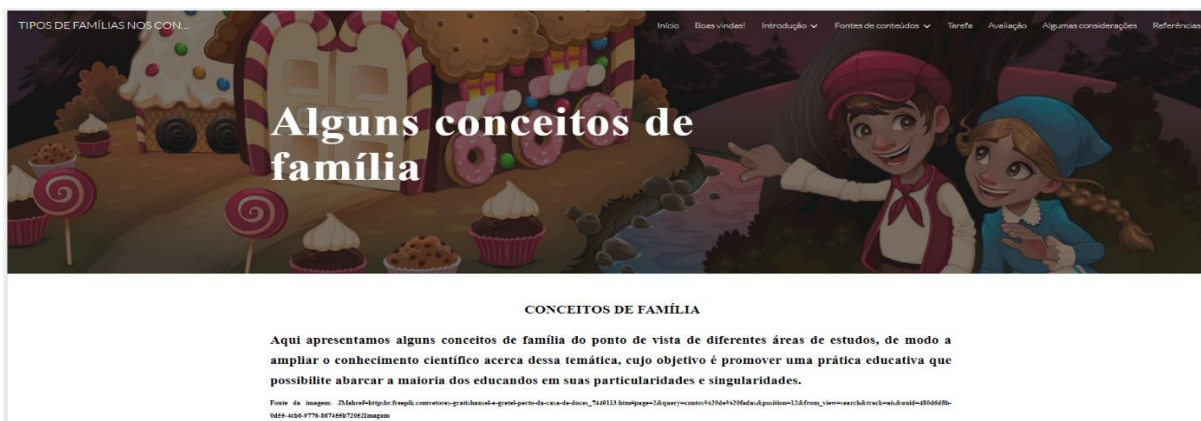 TIPOS DE FAMÍLIAS NOS CON...
Início Boas vindas! Introdução Fontes de conteúdos Tarefa Avaliação Algumas considerações Referências
Alguns conceitos de
família
CONCEITOS DE FAMÍLIA
Aqui apresentamos alguns conceitos de família do ponto de vista de diferentes áreas de estudos, de modo a
ampliar o conhecimento científico acerca dessa temática, cujo objetivo é promover uma prática educativa que
possibilite abarcar a maioria dos educandos em suas particularidades e singularidades.
Fonte da imagem: